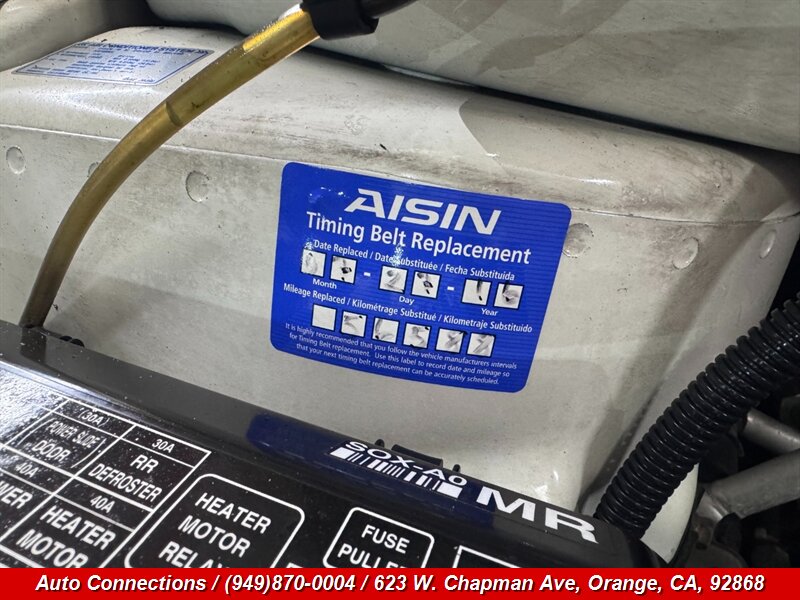 AISIN
Timing Belt Replacement
Date Replaced / Date Substituée / Fecha Substituida
- -
Month Day Year
Mileage Replaced / Kilométrage Substitué / Kilometraje Substituido
It is highly recommended that you follow the vehicle manufacturers intervals
for Timing Belt replacement. Use this label to record date and mileage so
that your next timing belt replacement can be accurately scheduled.
SOX-A0
MR
30A
POWER SLIDE
DOOR
30A
RR
DEFROSTER
40A
40A
HEATER
MOTOR
HEATER
MOTOR
FUSE
Auto Connections / (949)870-0004 / 623 W. Chapman Ave, Orange, CA, 92868